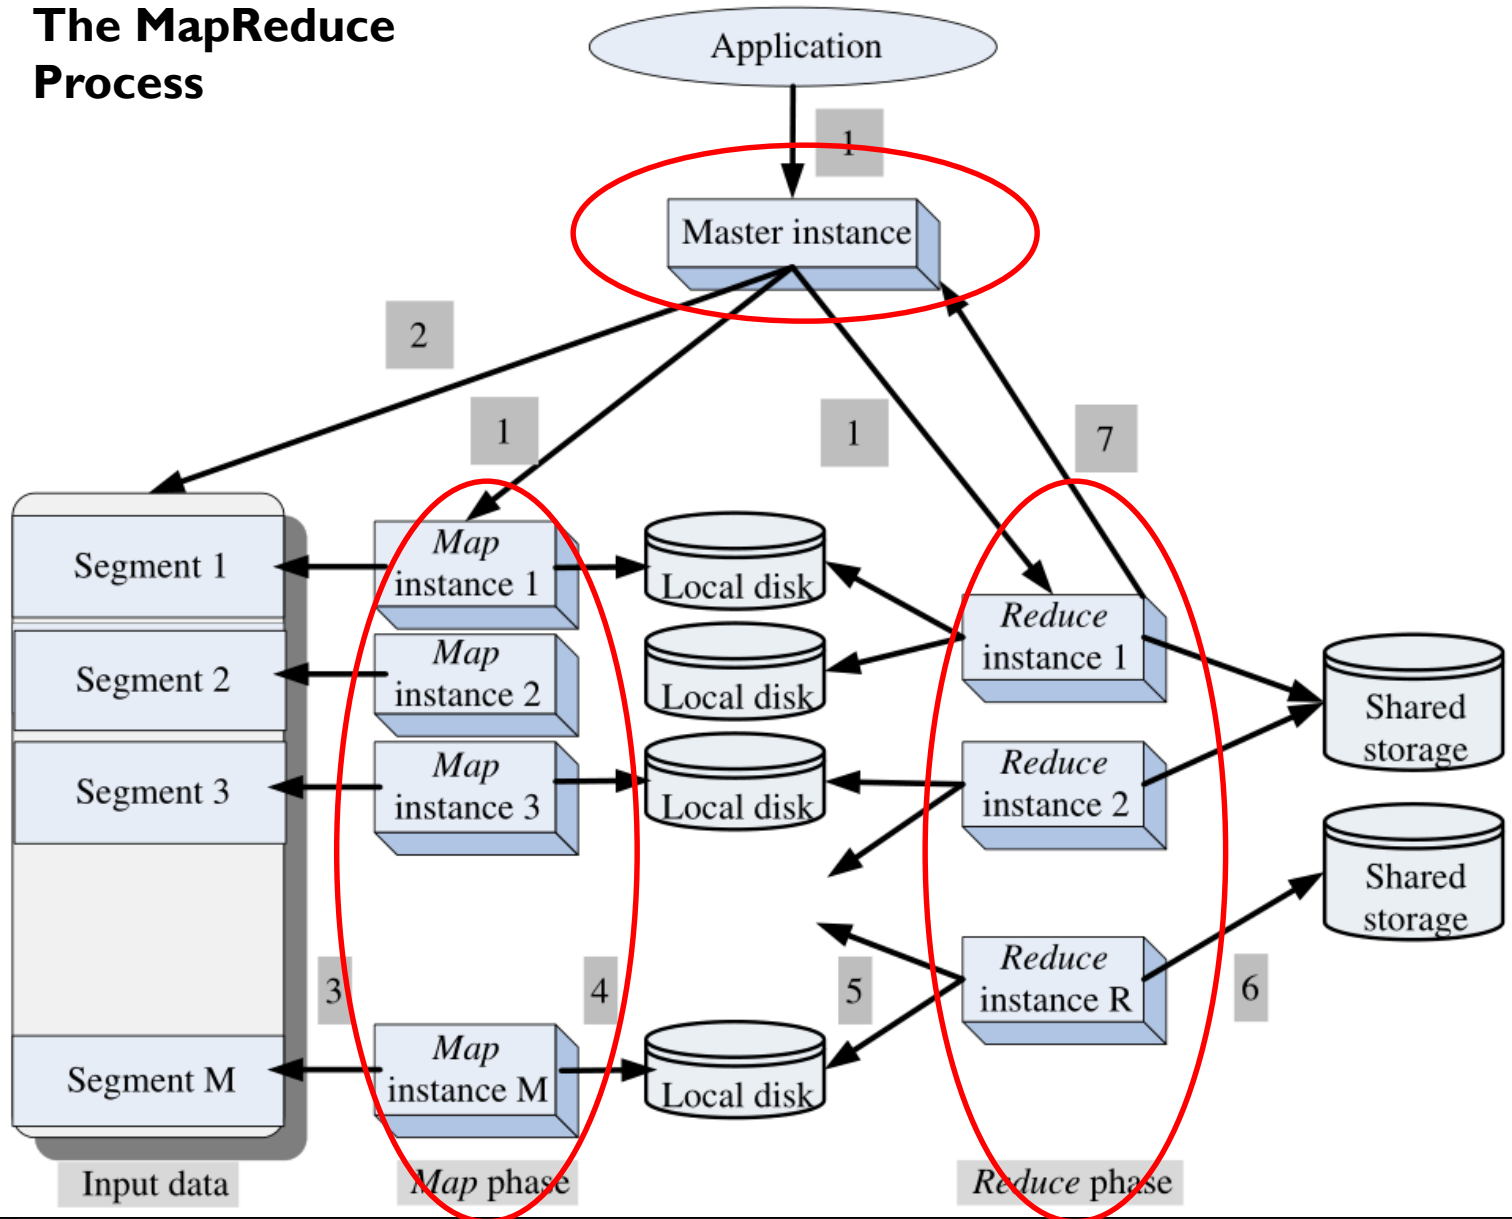 The MapReduce
Process
Application
1
Master instance
2
1
1
7
Segment 1
Segment 2
Segment 3
Segment M
Map
instance 1
Map
instance 2
Map
instance 3
Map
instance M
Local disk
Local disk
Local disk
Local disk
Reduce
instance 1
Reduce
instance 2
Reduce
instance R
Shared
storage
Shared
storage
3
4
5
6
Input data
Map phase
Reduce phase